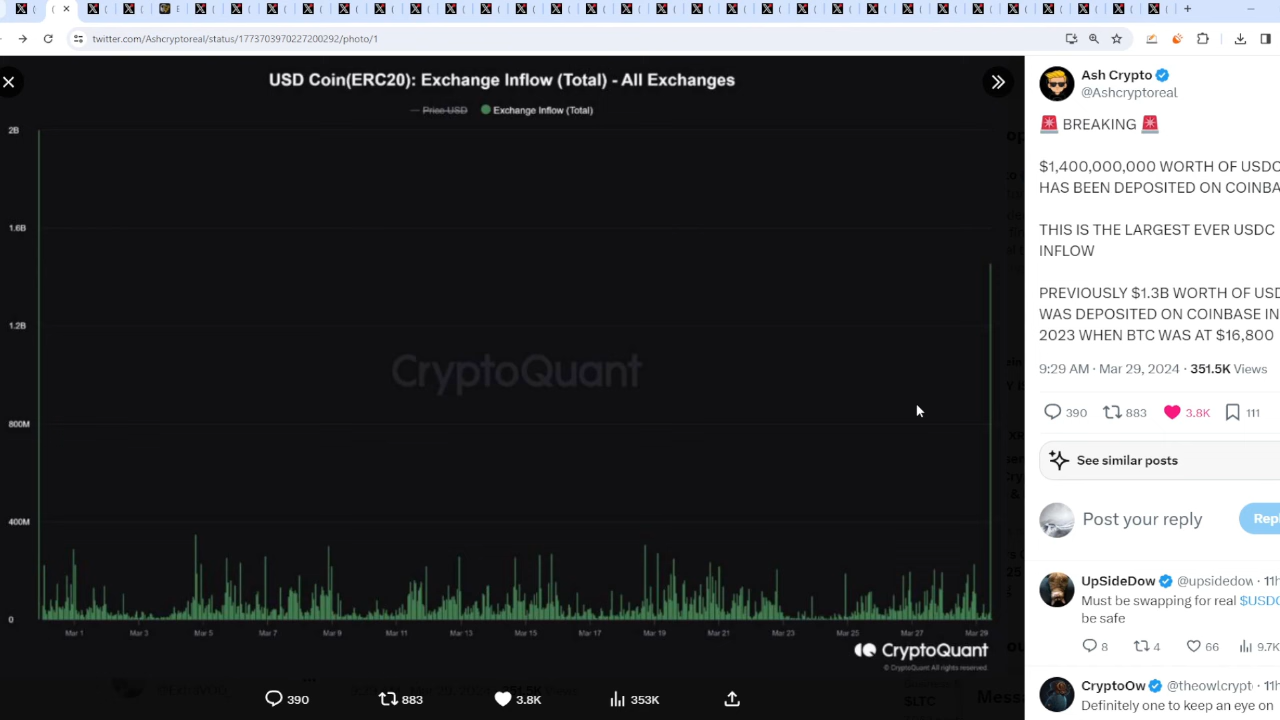 twitter.com/Ashcryptoreal/status/1773703970227200292/photo/1
USD Coin(ERC20): Exchange Inflow (Total) - All Exchanges
Price USD Exchange Inflow (Total)
2B
1.6B
1.2B
800M
400M
0
CryptoQuant
Mar 1 Mar 3 Mar 5 Mar 7 Mar 9 Mar 11 Mar 13 Mar 15 Mar 17 Mar 19 Mar 21 Mar 23 Mar 25 Mar 27 Mar 29
CryptoQuant
© CryptoQuant All rights reserved.
390 883 3.8K 353K
Ash Crypto
@Ashcryptoreal
🚨 BREAKING 🚨
$1,400,000,000 WORTH OF USDC
HAS BEEN DEPOSITED ON COINBA
THIS IS THE LARGEST EVER USDC
INFLOW
PREVIOUSLY $1.3B WORTH OF USD
WAS DEPOSITED ON COINBASE IN
2023 WHEN BTC WAS AT $16,800
9:29 AM · Mar 29, 2024 · 351.5K Views
390 883 3.8K 111
See similar posts
Post your reply
Repl
UpSideDow @upsidedow · 11h
Must be swapping for real $USDC
be safe
8 4 66 9.7K
CryptoOw @theowlcrypt · 11h
Definitely one to keep an eye on